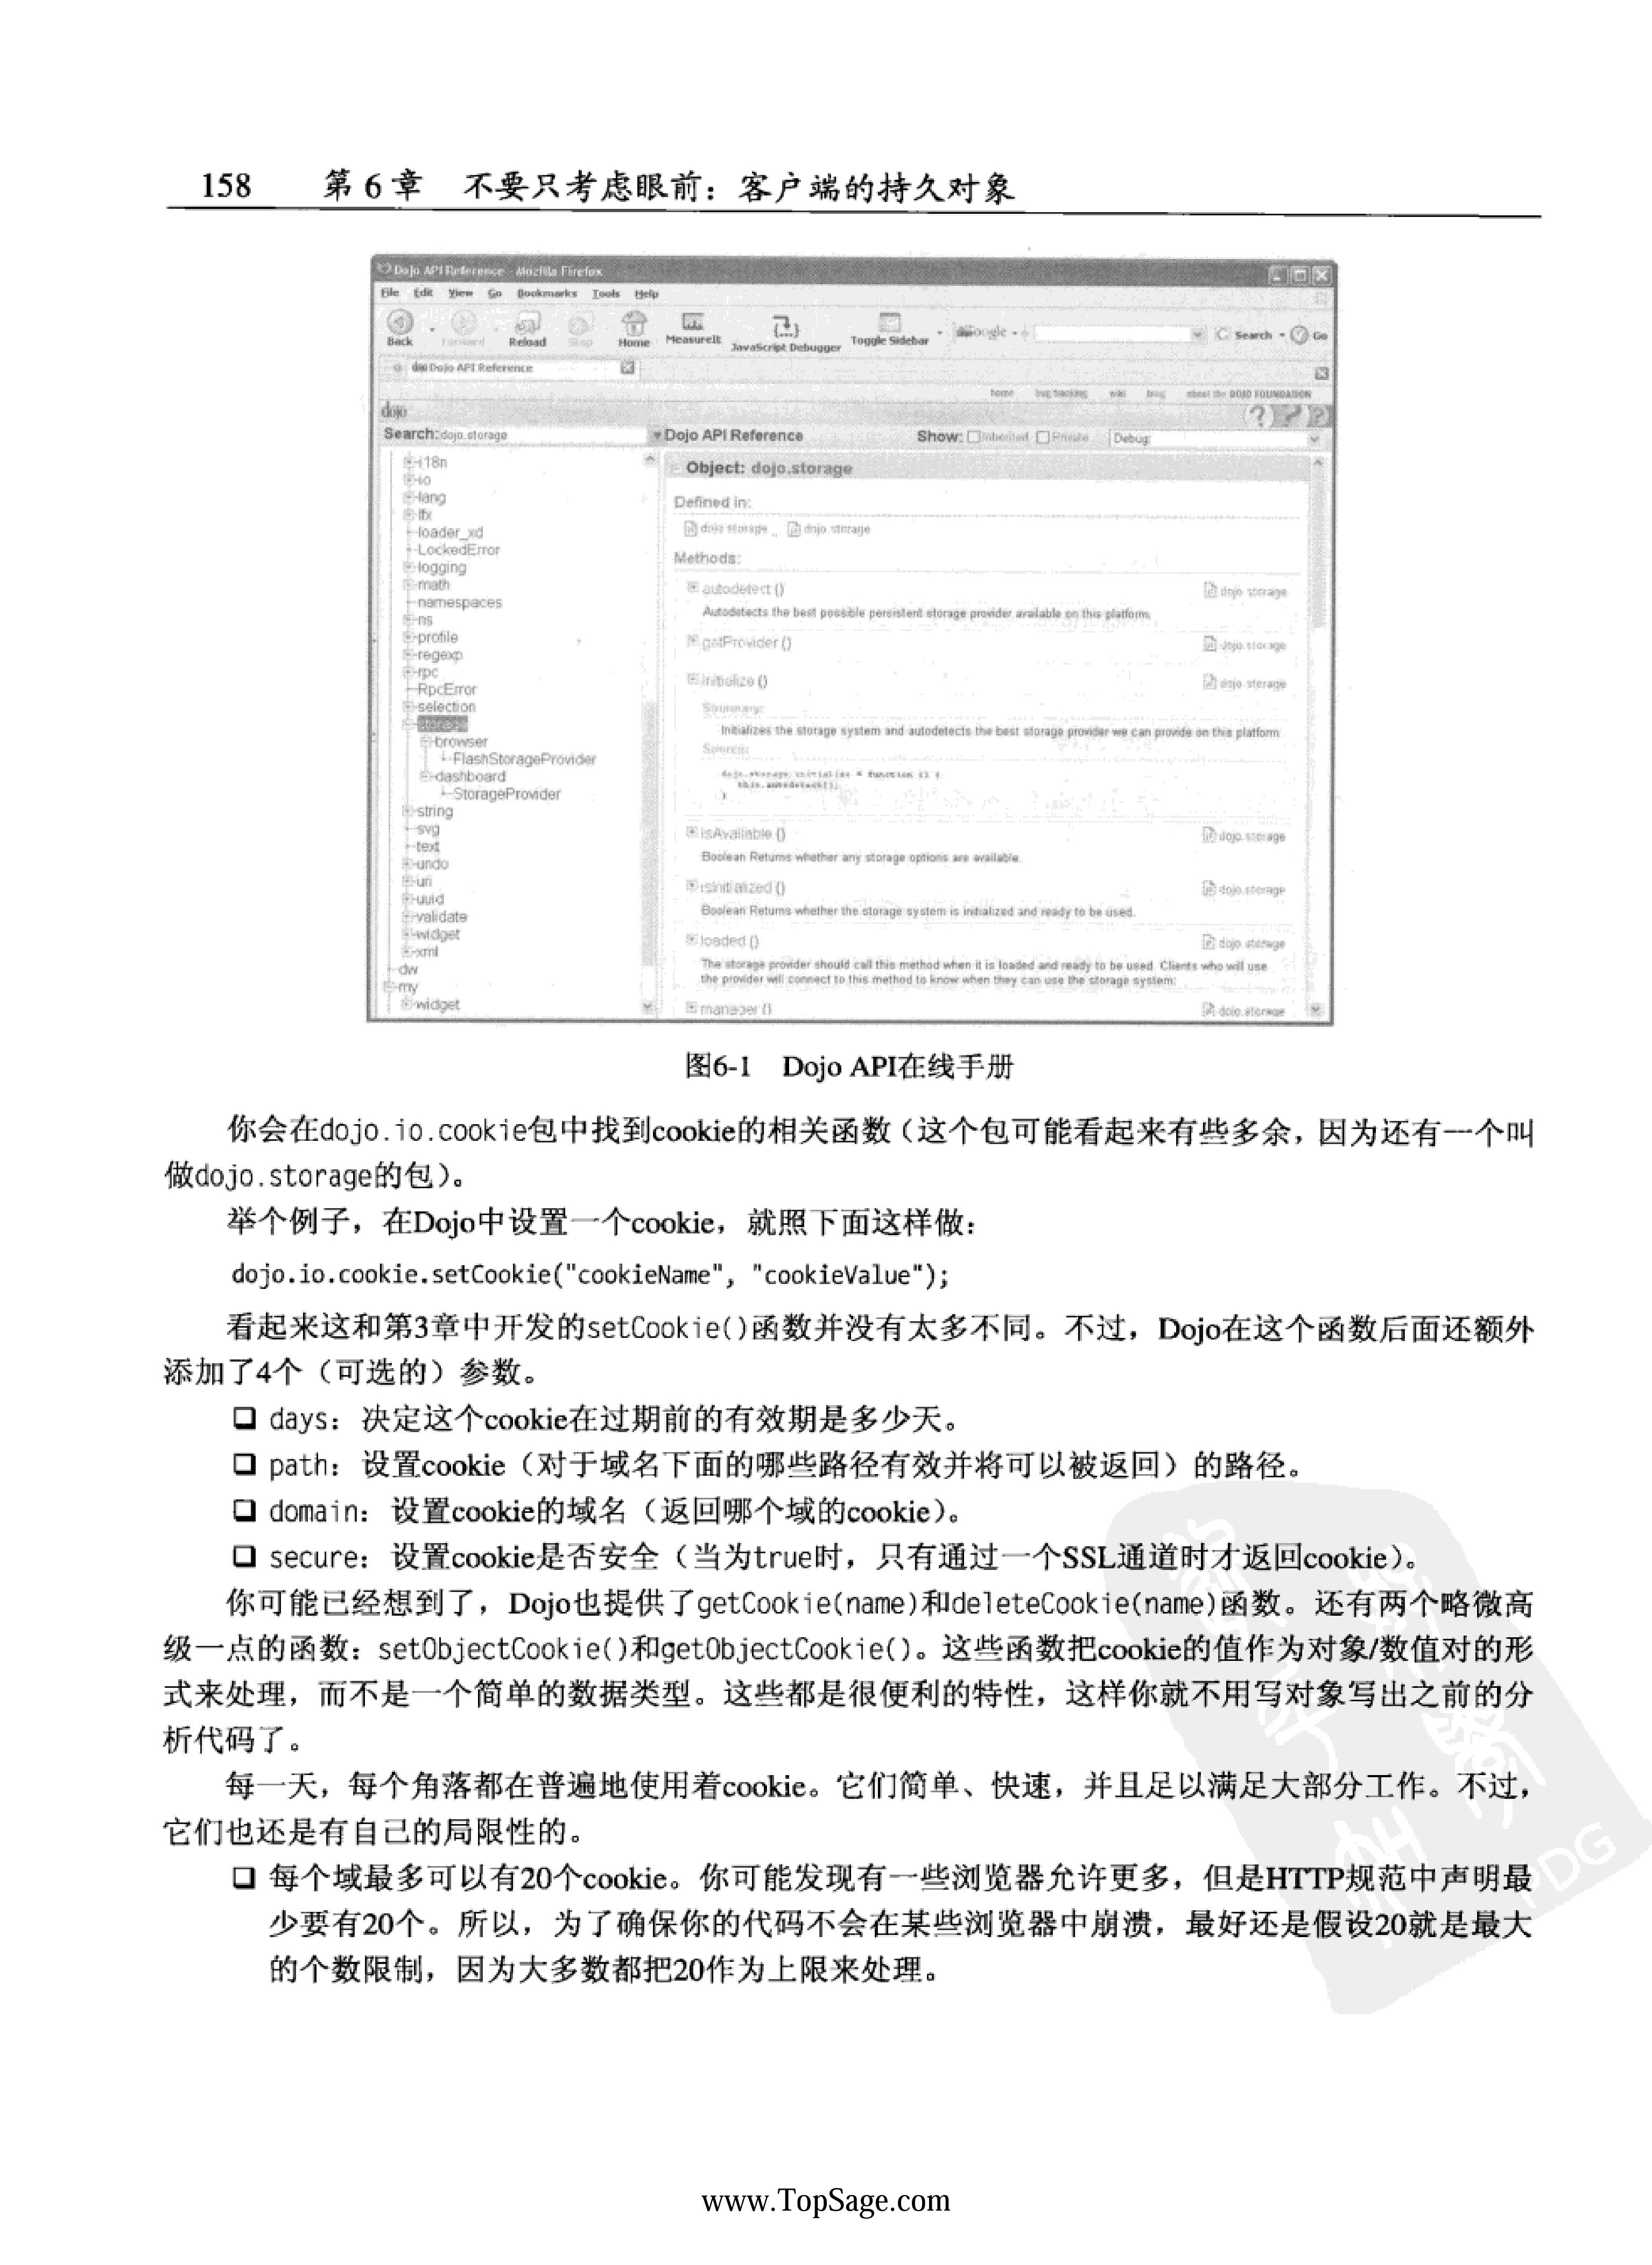 158 第 6 章 不要只考虑眼前：客户端的持久对象
Dojo API Reference - Mozilla Firefox
File Edit View Go Bookmarks Tools Help
Back Forward Reload Stop Home MeasureIt JavaScript Debugger Toggle Sidebar Search Go
Dojo API Reference
home bug tracking wiki blog about the DOJO FOUNDATION
dojo
Search: dojo.storage
i18n
io
lang
lfx
loader_xd
LockedError
logging
math
namespaces
ns
profile
regexp
rpc
RpcError
selection
storage
browser
FlashStorageProvider
dashboard
StorageProvider
string
svg
text
undo
uri
uuid
validate
widget
xml
dw
my
widget
Dojo API Reference Show: Inherited Private Debug:
Object: dojo.storage
Defined in:
dojo.storage , dojo.storage
Methods:
autodetect () dojo.storage
Autodetects the best possible persistent storage provider available on this platform.
getProvider () dojo.storage
initialize () dojo.storage
Summary:
Initializes the storage system and autodetects the best storage provider we can provide on this platform
Source:
dojo.storage.initialize = function () {
this.autodetect();
}
isAvailable () dojo.storage
Boolean Returns whether any storage options are available.
isInitialized () dojo.storage
Boolean Returns whether the storage system is initialized and ready to be used.
loaded () dojo.storage
The storage provider should call this method when it is loaded and ready to be used. Clients who will use
the provider will connect to this method to know when they can use the storage system:
manager () dojo.storage
图6-1 Dojo API在线手册
你会在dojo.io.cookie包中找到cookie的相关函数（这个包可能看起来有些多余，因为还有一个叫
做dojo.storage的包）。
举个例子，在Dojo中设置一个cookie，就照下面这样做：
dojo.io.cookie.setCookie("cookieName", "cookieValue");
看起来这和第3章中开发的setCookie()函数并没有太多不同。不过，Dojo在这个函数后面还额外
添加了4个（可选的）参数。
❑ days：决定这个cookie在过期前的有效期是多少天。
❑ path：设置cookie（对于域名下面的哪些路径有效并将可以被返回）的路径。
❑ domain：设置cookie的域名（返回哪个域的cookie）。
❑ secure：设置cookie是否安全（当为true时，只有通过一个SSL通道时才返回cookie）。
你可能已经想到了，Dojo也提供了getCookie(name)和deleteCookie(name)函数。还有两个略微高
级一点的函数：setObjectCookie()和getObjectCookie()。这些函数把cookie的值作为对象/数值对的形
式来处理，而不是一个简单的数据类型。这些都是很便利的特性，这样你就不用写对象写出之前的分
析代码了。
每一天，每个角落都在普遍地使用着cookie。它们简单、快速，并且足以满足大部分工作。不过，
它们也还是有自己的局限性的。
❑ 每个域最多可以有20个cookie。你可能发现有一些浏览器允许更多，但是HTTP规范中声明最
少要有20个。所以，为了确保你的代码不会在某些浏览器中崩溃，最好还是假设20就是最大
的个数限制，因为大多数都把20作为上限来处理。
PDG
www.TopSage.com